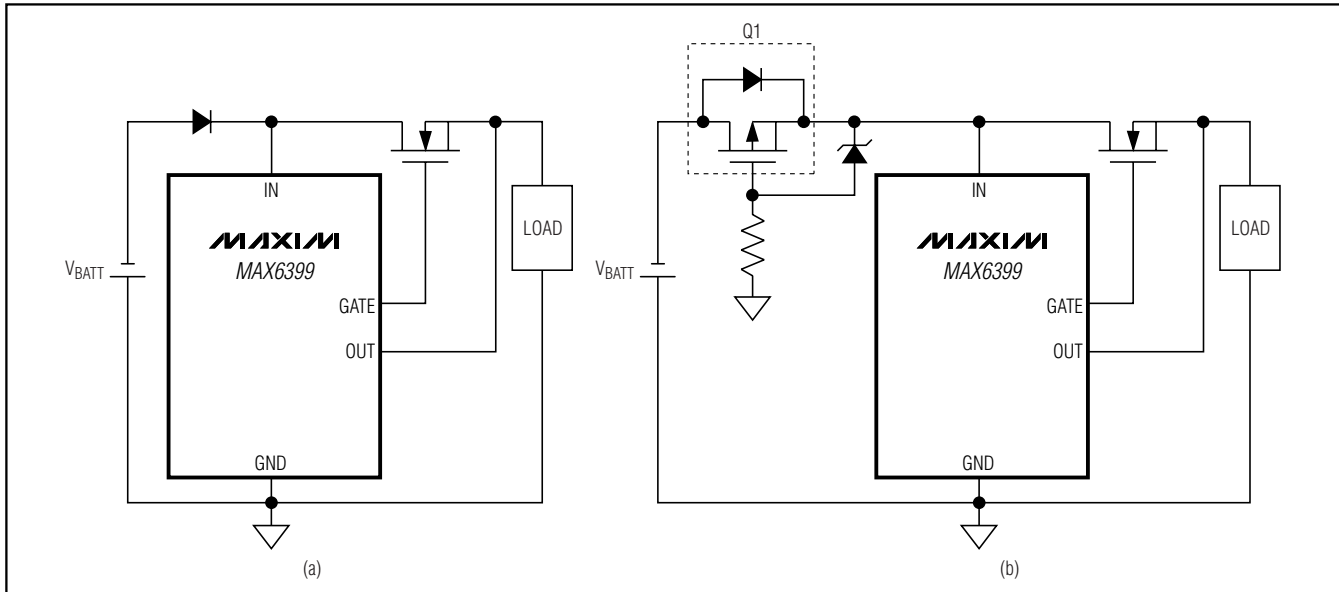 Q1
IN
MAXIM
MAX6399
V_BATT
GATE
OUT
GND
LOAD
(a)
IN
MAXIM
MAX6399
V_BATT
GATE
OUT
GND
LOAD
(b)